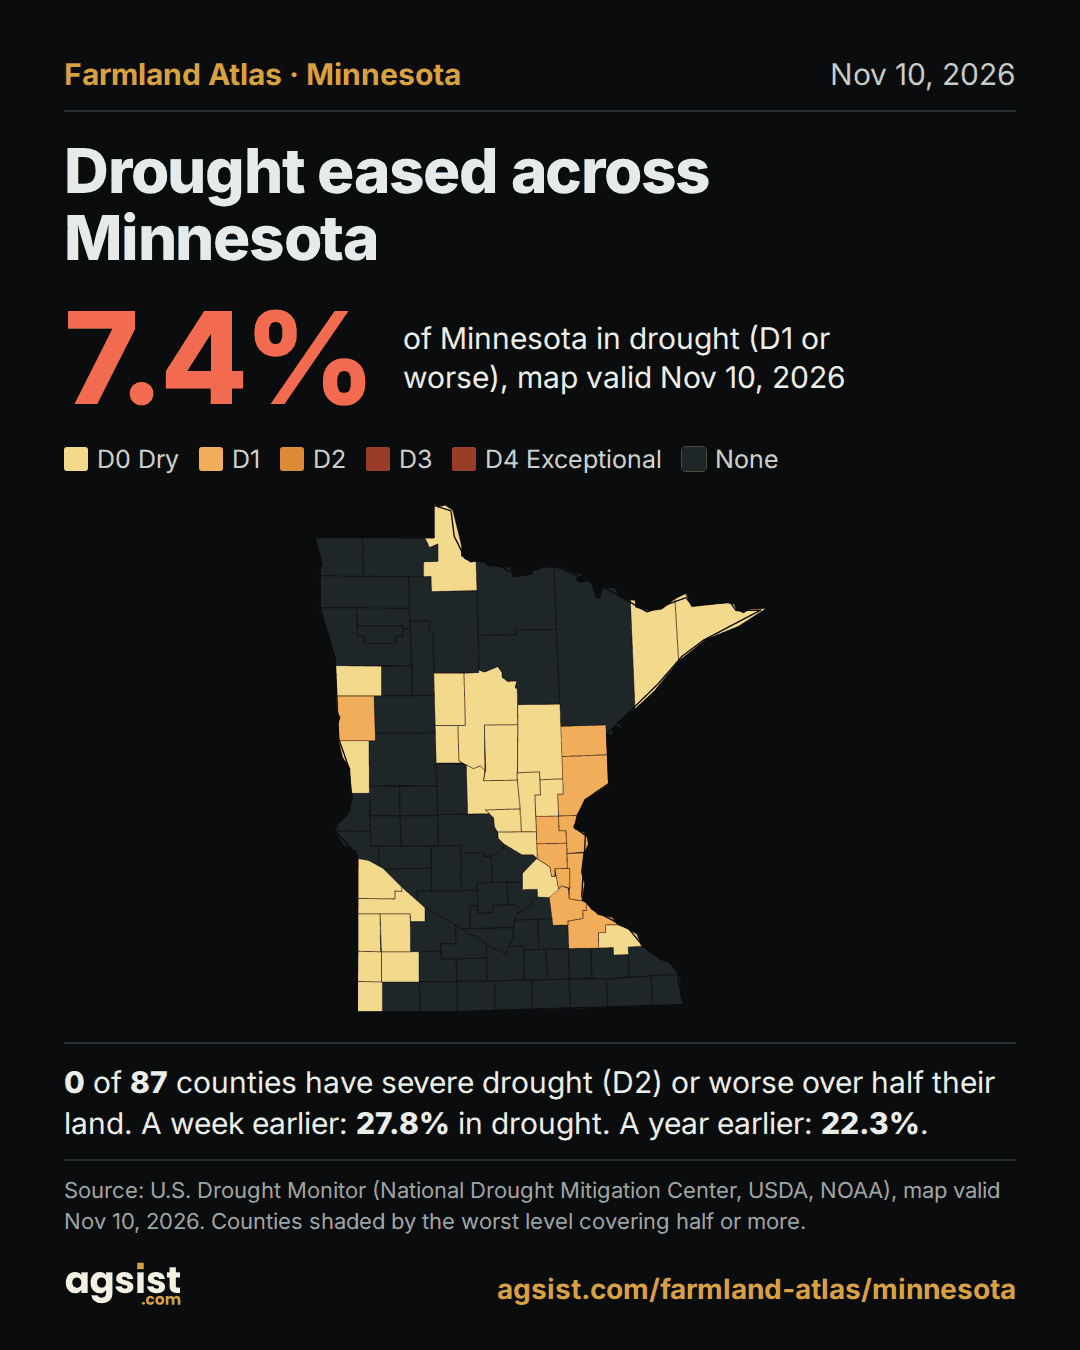 Farmland Atlas · Minnesota
Nov 10, 2026
Drought eased across
Minnesota
7.4%
of Minnesota in drought (D1 or
worse), map valid Nov 10, 2026
D0 Dry D1 D2 D3 D4 Exceptional None
0 of 87 counties have severe drought (D2) or worse over half their
land. A week earlier: 27.8% in drought. A year earlier: 22.3%.
Source: U.S. Drought Monitor (National Drought Mitigation Center, USDA, NOAA), map valid
Nov 10, 2026. Counties shaded by the worst level covering half or more.
agsist
.com
agsist.com/farmland-atlas/minnesota